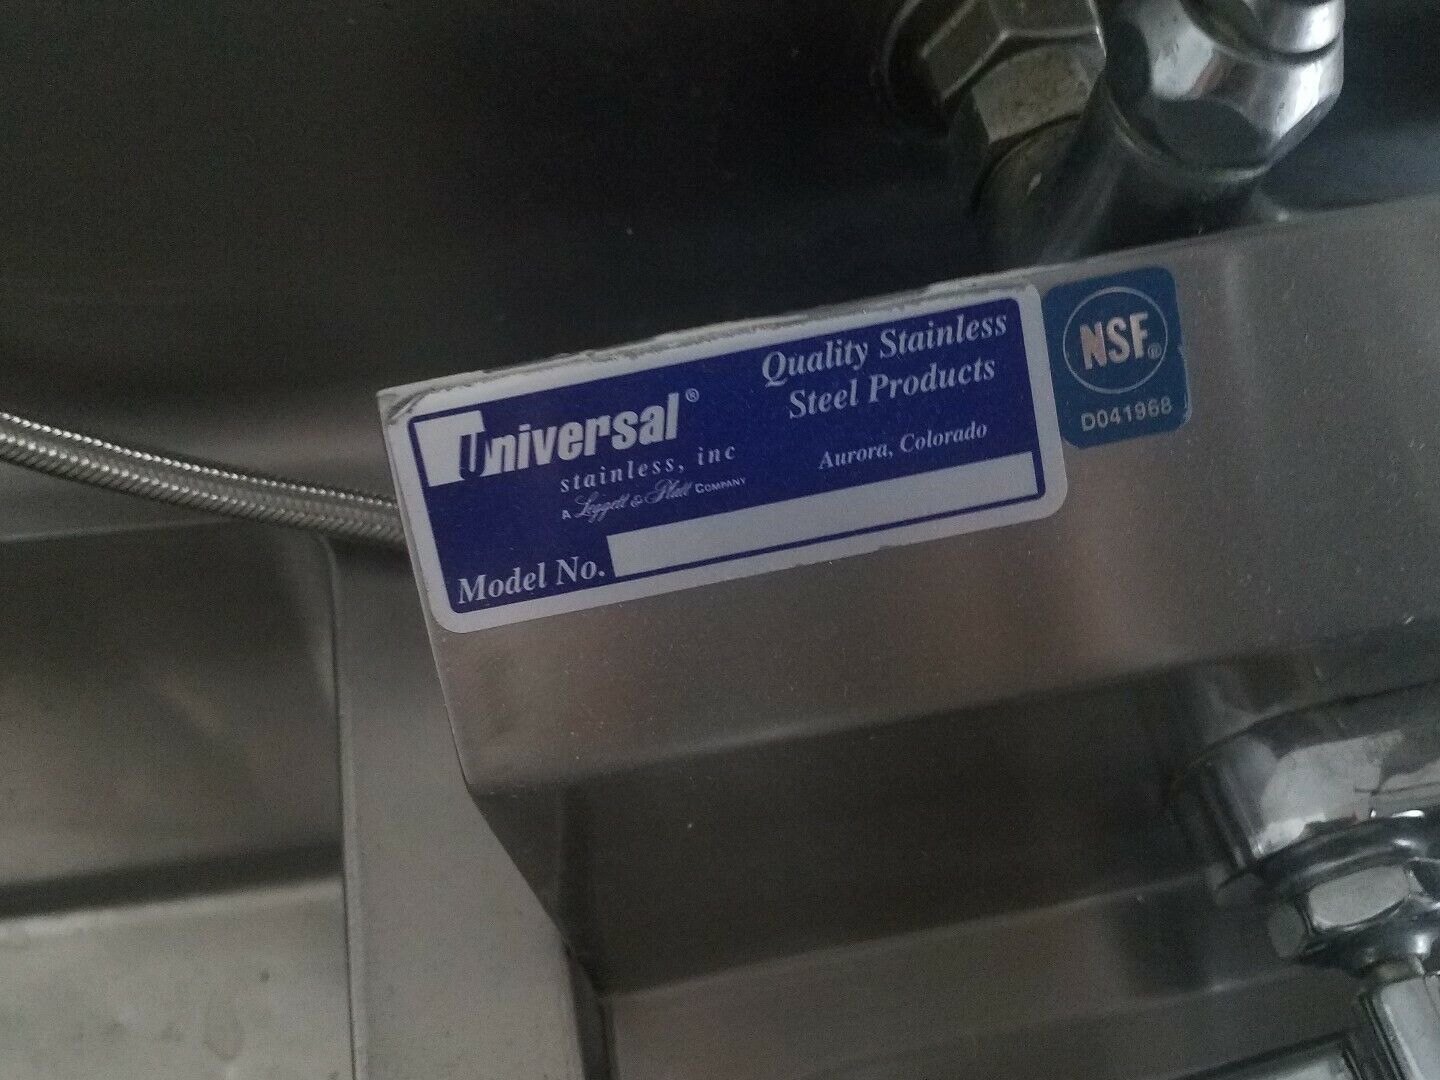 Universal®
stainless, inc
A Leggett & Platt COMPANY
Quality Stainless
Steel Products
Aurora, Colorado
Model No.
NSF®
D041968